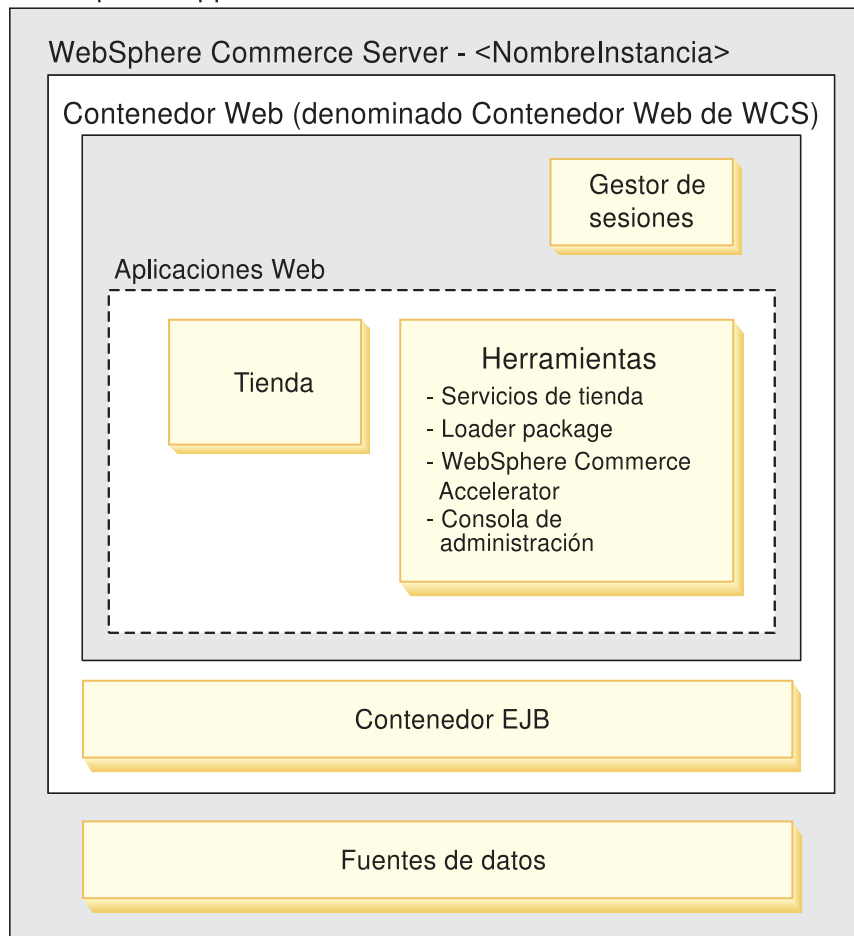 WebSphere Commerce Server - <NombreInstancia>
Contenedor Web (denominado Contenedor Web de WCS)
Gestor de
sesiones
Aplicaciones Web
Tienda
Herramientas
- Servicios de tienda
- Loader package
- WebSphere Commerce
Accelerator
- Consola de
administración
Contenedor EJB
Fuentes de datos